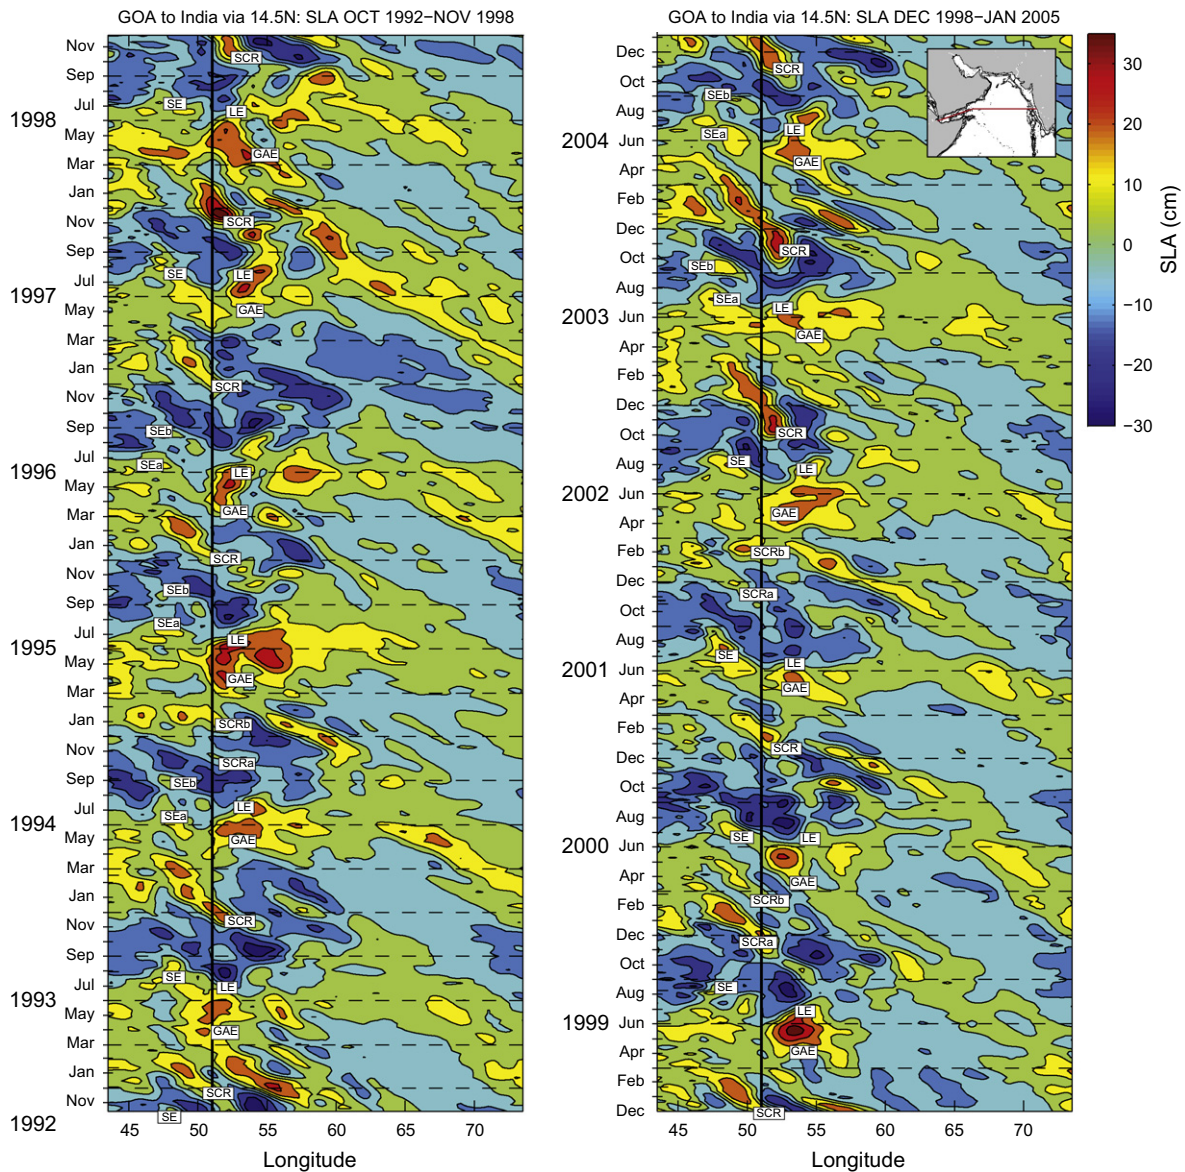 GOA to India via 14.5N: SLA OCT 1992−NOV 1998
Nov
Sep
Jul
1998
May
Mar
Jan
Nov
Sep
Jul
1997
May
Mar
Jan
Nov
Sep
Jul
1996
May
Mar
Jan
Nov
Sep
Jul
1995
May
Mar
Jan
Nov
Sep
Jul
1994
May
Mar
Jan
Nov
Sep
Jul
1993
May
Mar
Jan
Nov
1992
SCR
SE
LE
GAE
SCR
SE
LE
GAE
SCR
SEb
SEa
LE
GAE
SCR
SEb
SEa
LE
GAE
SCRb
SCRa
SEb
LE
SEa
GAE
SCR
SE
LE
GAE
SCR
SE
45 50 55 60 65 70
Longitude
GOA to India via 14.5N: SLA DEC 1998−JAN 2005
Dec
Oct
Aug
2004 Jun
Apr
Feb
Dec
Oct
Aug
2003 Jun
Apr
Feb
Dec
Oct
Aug
2002 Jun
Apr
Feb
Dec
Oct
Aug
2001 Jun
Apr
Feb
Dec
Oct
Aug
2000 Jun
Apr
Feb
Dec
Oct
Aug
1999 Jun
Apr
Feb
Dec
SCR
SEb
SEa
LE
GAE
SCR
SEb
SEa
LE
GAE
SCR
SE
LE
GAE
SCRb
SCRa
SE
LE
GAE
SCR
SE
LE
GAE
SCRb
SCRa
SE
LE
GAE
SCR
45 50 55 60 65 70
Longitude
30
20
10
0
−10
−20
−30
SLA (cm)